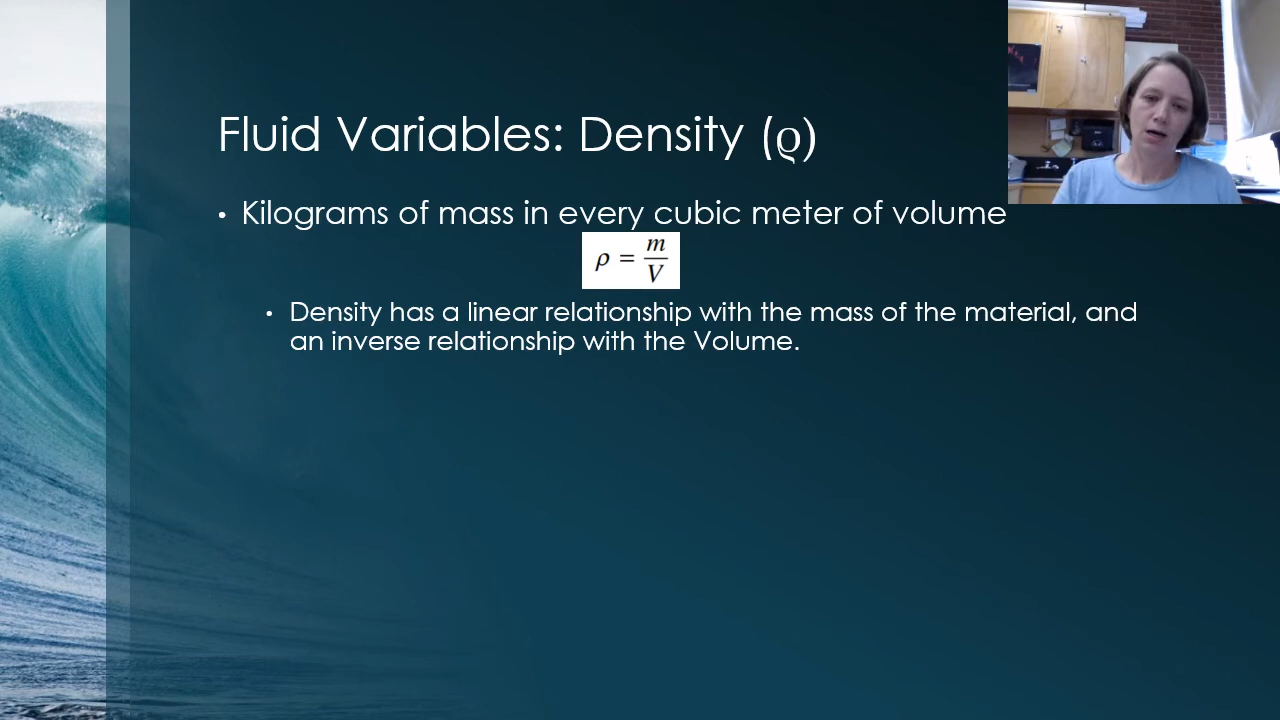 Fluid Variables: Density (ϱ)
• Kilograms of mass in every cubic meter of volume
ρ = m/V
• Density has a linear relationship with the mass of the material, and
an inverse relationship with the Volume.